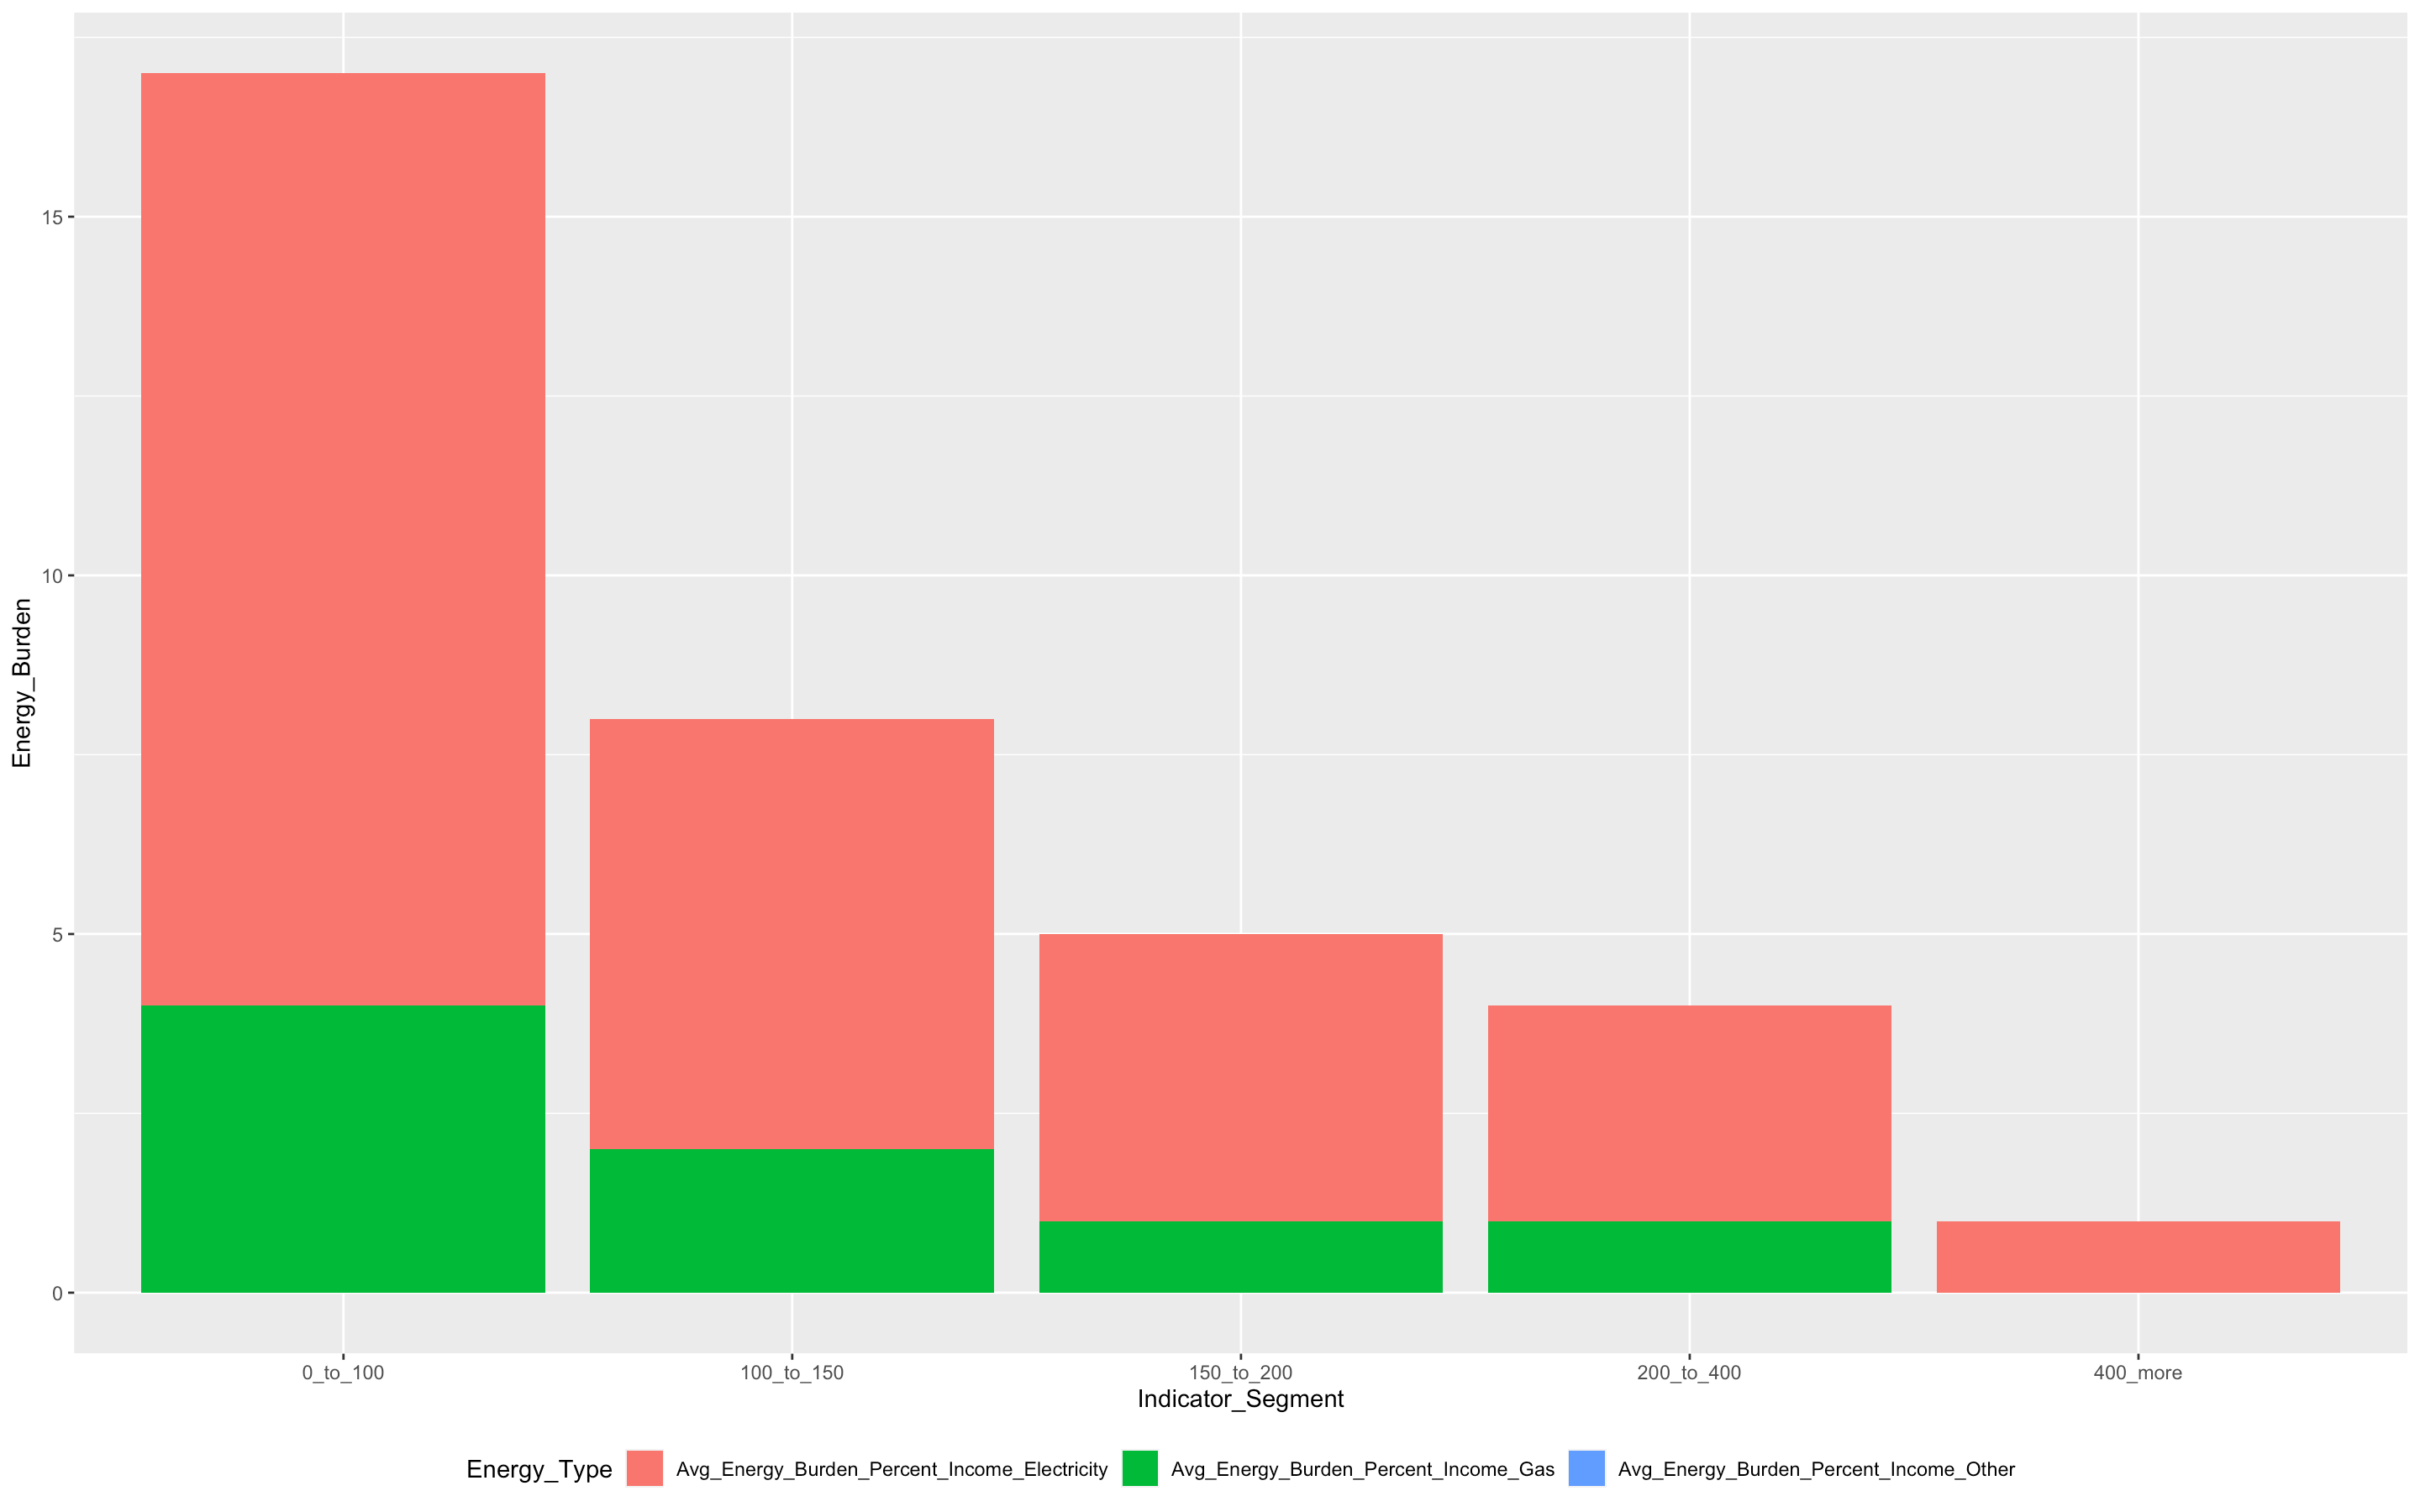 Energy_Burden
15
10
5
0
0_to_100 100_to_150 150_to_200 200_to_400 400_more
Indicator_Segment
Energy_Type Avg_Energy_Burden_Percent_Income_Electricity Avg_Energy_Burden_Percent_Income_Gas Avg_Energy_Burden_Percent_Income_Other